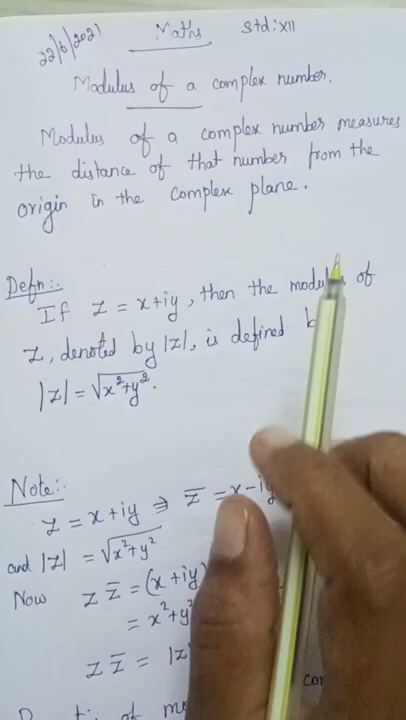 22/6/2021 Maths Std:XII
Modulus of a complex number.
Modulus of a complex number measures
the distance of that number from the
origin in the complex plane.
Defn:-
If z = x+iy, then the modulus of
z, denoted by |z|, is defined
|z| = √x²+y².
Note:-
z = x+iy ⇒ z̄ = x-iy
and |z| = √x²+y²
Now z z̄ = (x+iy)
= x²+y²
z z̄ = |z|
of